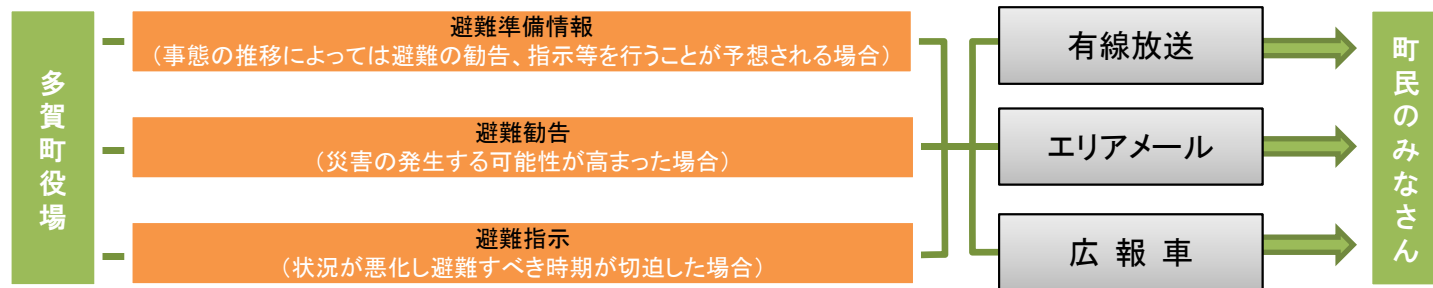 多賀町役場
避難準備情報
（事態の推移によっては避難の勧告、指示等を行うことが予想される場合）
避難勧告
（災害の発生する可能性が高まった場合）
避難指示
（状況が悪化し避難すべき時期が切迫した場合）
有線放送
エリアメール
広 報 車
町民のみなさん